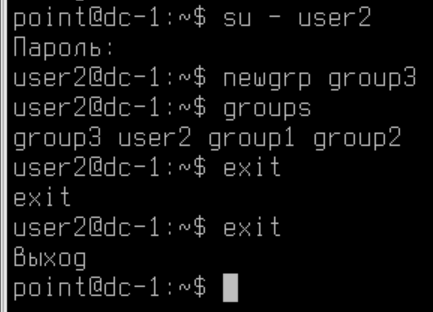 point@dc-1:~$ su - user2
Пароль:
user2@dc-1:~$ newgrp group3
user2@dc-1:~$ groups
group3 user2 group1 group2
user2@dc-1:~$ exit
exit
user2@dc-1:~$ exit
Выход
point@dc-1:~$